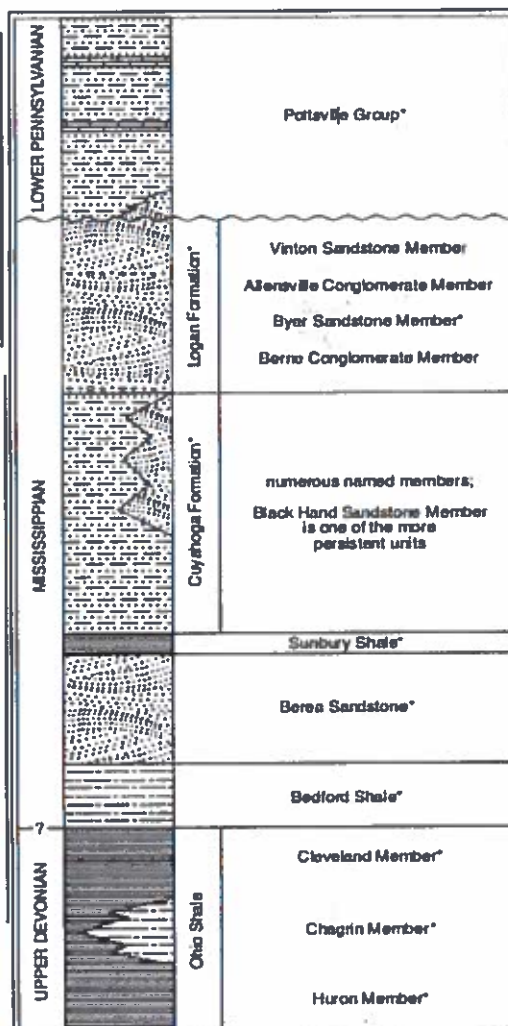 LOWER PENNSYLVANIAN
Pottsville Group*
MISSISSIPPIAN
Logan Formation*
Vinton Sandstone Member
Allensville Conglomerate Member
Byer Sandstone Member*
Berne Conglomerate Member
Cuyahoga Formation*
numerous named members;
Black Hand Sandstone Member
is one of the more
persistent units
Sunbury Shale*
Berea Sandstone*
Bedford Shale*
?
UPPER DEVONIAN
Ohio Shale
Cleveland Member*
Chagrin Member*
Huron Member*